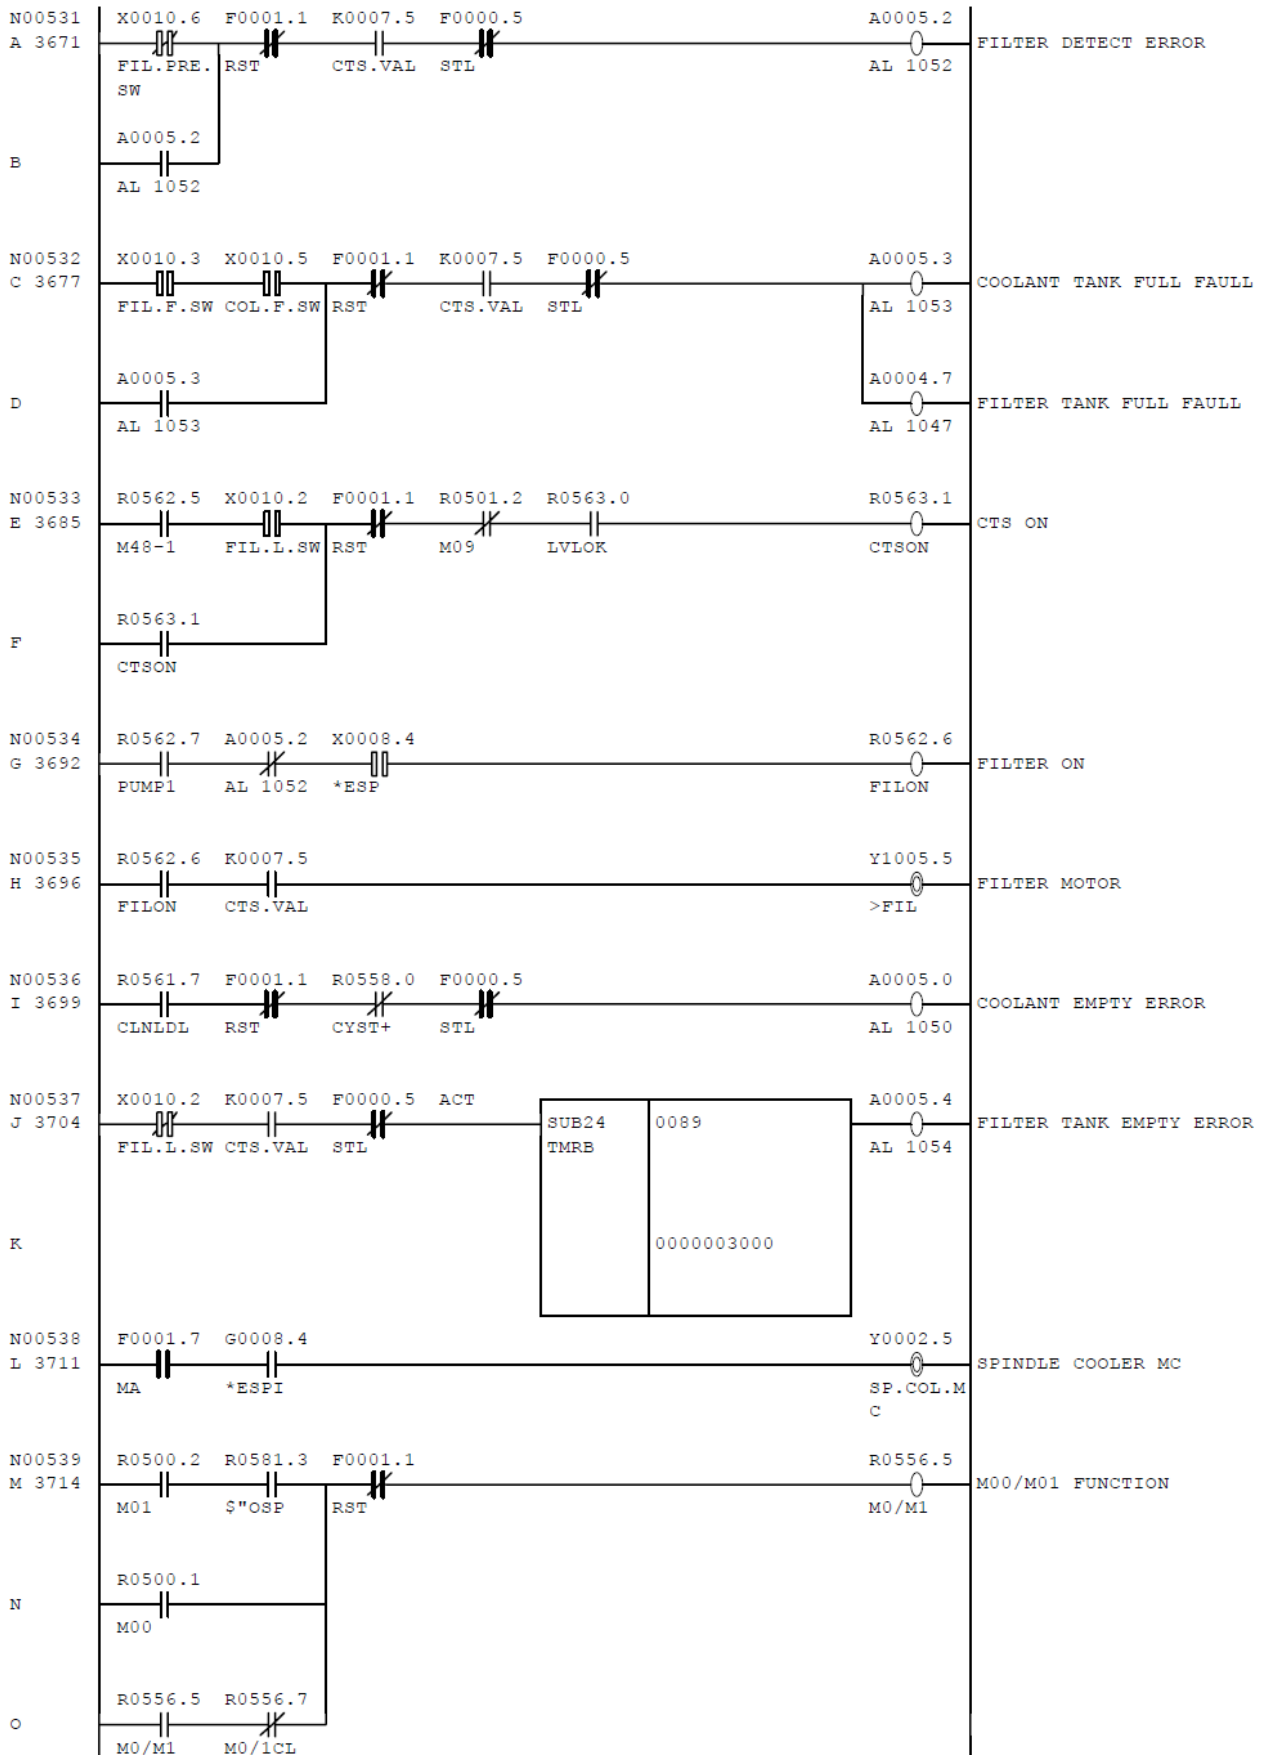 N00531 X0010.6 F0001.1 K0007.5 F0000.5 A0005.2
A 3671 FILTER DETECT ERROR
FIL.PRE. RST CTS.VAL STL AL 1052
SW
A0005.2
B
AL 1052
N00532 X0010.3 X0010.5 F0001.1 K0007.5 F0000.5 A0005.3
C 3677 COOLANT TANK FULL FAULL
FIL.F.SW COL.F.SW RST CTS.VAL STL AL 1053
A0005.3 A0004.7
D FILTER TANK FULL FAULL
AL 1053 AL 1047
N00533 R0562.5 X0010.2 F0001.1 R0501.2 R0563.0 R0563.1
E 3685 CTS ON
M48-1 FIL.L.SW RST M09 LVLOK CTSON
R0563.1
F
CTSON
N00534 R0562.7 A0005.2 X0008.4 R0562.6
G 3692 FILTER ON
PUMP1 AL 1052 *ESP FILON
N00535 R0562.6 K0007.5 Y1005.5
H 3696 FILTER MOTOR
FILON CTS.VAL >FIL
N00536 R0561.7 F0001.1 R0558.0 F0000.5 A0005.0
I 3699 COOLANT EMPTY ERROR
CLNLDL RST CYST+ STL AL 1050
N00537 X0010.2 K0007.5 F0000.5 ACT A0005.4
J 3704 SUB24 0089 FILTER TANK EMPTY ERROR
FIL.L.SW CTS.VAL STL TMRB AL 1054
K 0000003000
N00538 F0001.7 G0008.4 Y0002.5
L 3711 SPINDLE COOLER MC
MA *ESPI SP.COL.M
C
N00539 R0500.2 R0581.3 F0001.1 R0556.5
M 3714 M00/M01 FUNCTION
M01 $"OSP RST M0/M1
R0500.1
N
M00
R0556.5 R0556.7
O
M0/M1 M0/1CL